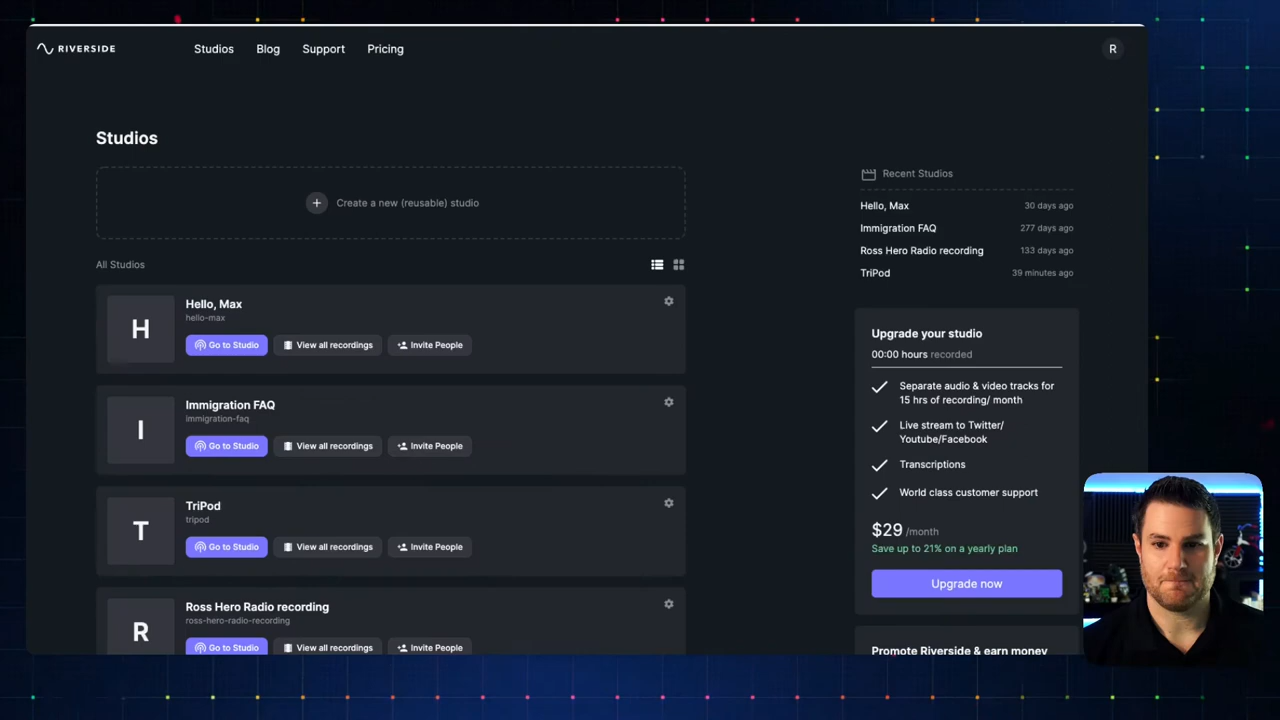 RIVERSIDE
Studios
Blog
Support
Pricing
R
Studios
Create a new (reusable) studio
All Studios
H
Hello, Max
hello-max
Go to Studio
View all recordings
Invite People
I
Immigration FAQ
immigration-faq
Go to Studio
View all recordings
Invite People
T
TriPod
tripod
Go to Studio
View all recordings
Invite People
R
Ross Hero Radio recording
ross-hero-radio-recording
Go to Studio
View all recordings
Invite People
Recent Studios
Hello, Max 30 days ago
Immigration FAQ 277 days ago
Ross Hero Radio recording 133 days ago
TriPod 39 minutes ago
Upgrade your studio
00:00 hours recorded
Separate audio & video tracks for
15 hrs of recording/ month
Live stream to Twitter/
Youtube/Facebook
Transcriptions
World class customer support
$29 /month
Save up to 21% on a yearly plan
Upgrade now
Promote Riverside & earn money